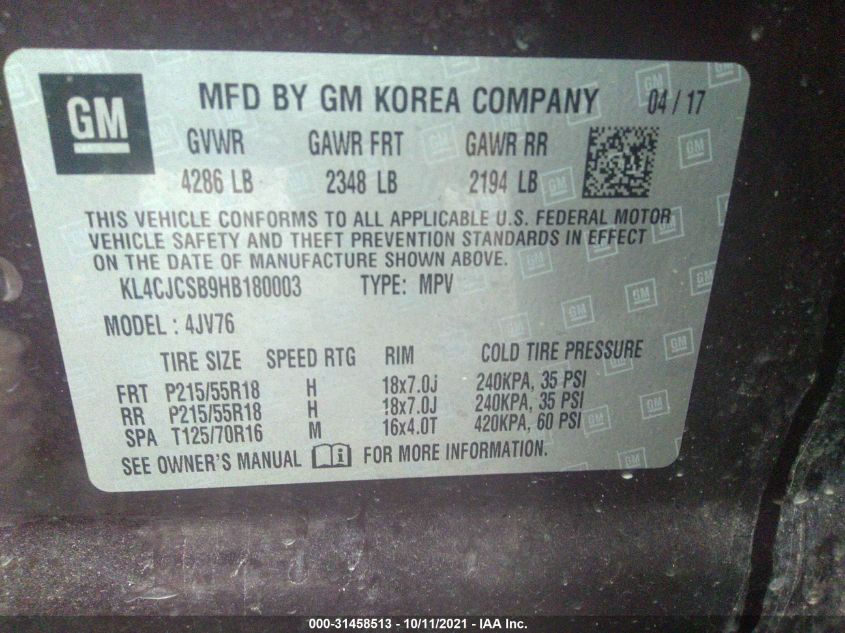 GM
MFD BY GM KOREA COMPANY 04 / 17
GVWR GAWR FRT GAWR RR
4286 LB 2348 LB 2194 LB
THIS VEHICLE CONFORMS TO ALL APPLICABLE U.S. FEDERAL MOTOR
VEHICLE SAFETY AND THEFT PREVENTION STANDARDS IN EFFECT
ON THE DATE OF MANUFACTURE SHOWN ABOVE.
KL4CJCSB9HB180003 TYPE: MPV
MODEL : 4JV76
TIRE SIZE SPEED RTG RIM COLD TIRE PRESSURE
FRT P215/55R18 H 18x7.0J 240KPA, 35 PSI
RR P215/55R18 H 18x7.0J 240KPA, 35 PSI
SPA T125/70R16 M 16x4.0T 420KPA, 60 PSI
SEE OWNER'S MANUAL i FOR MORE INFORMATION.
000-31458513 - 10/11/2021 - IAA Inc.